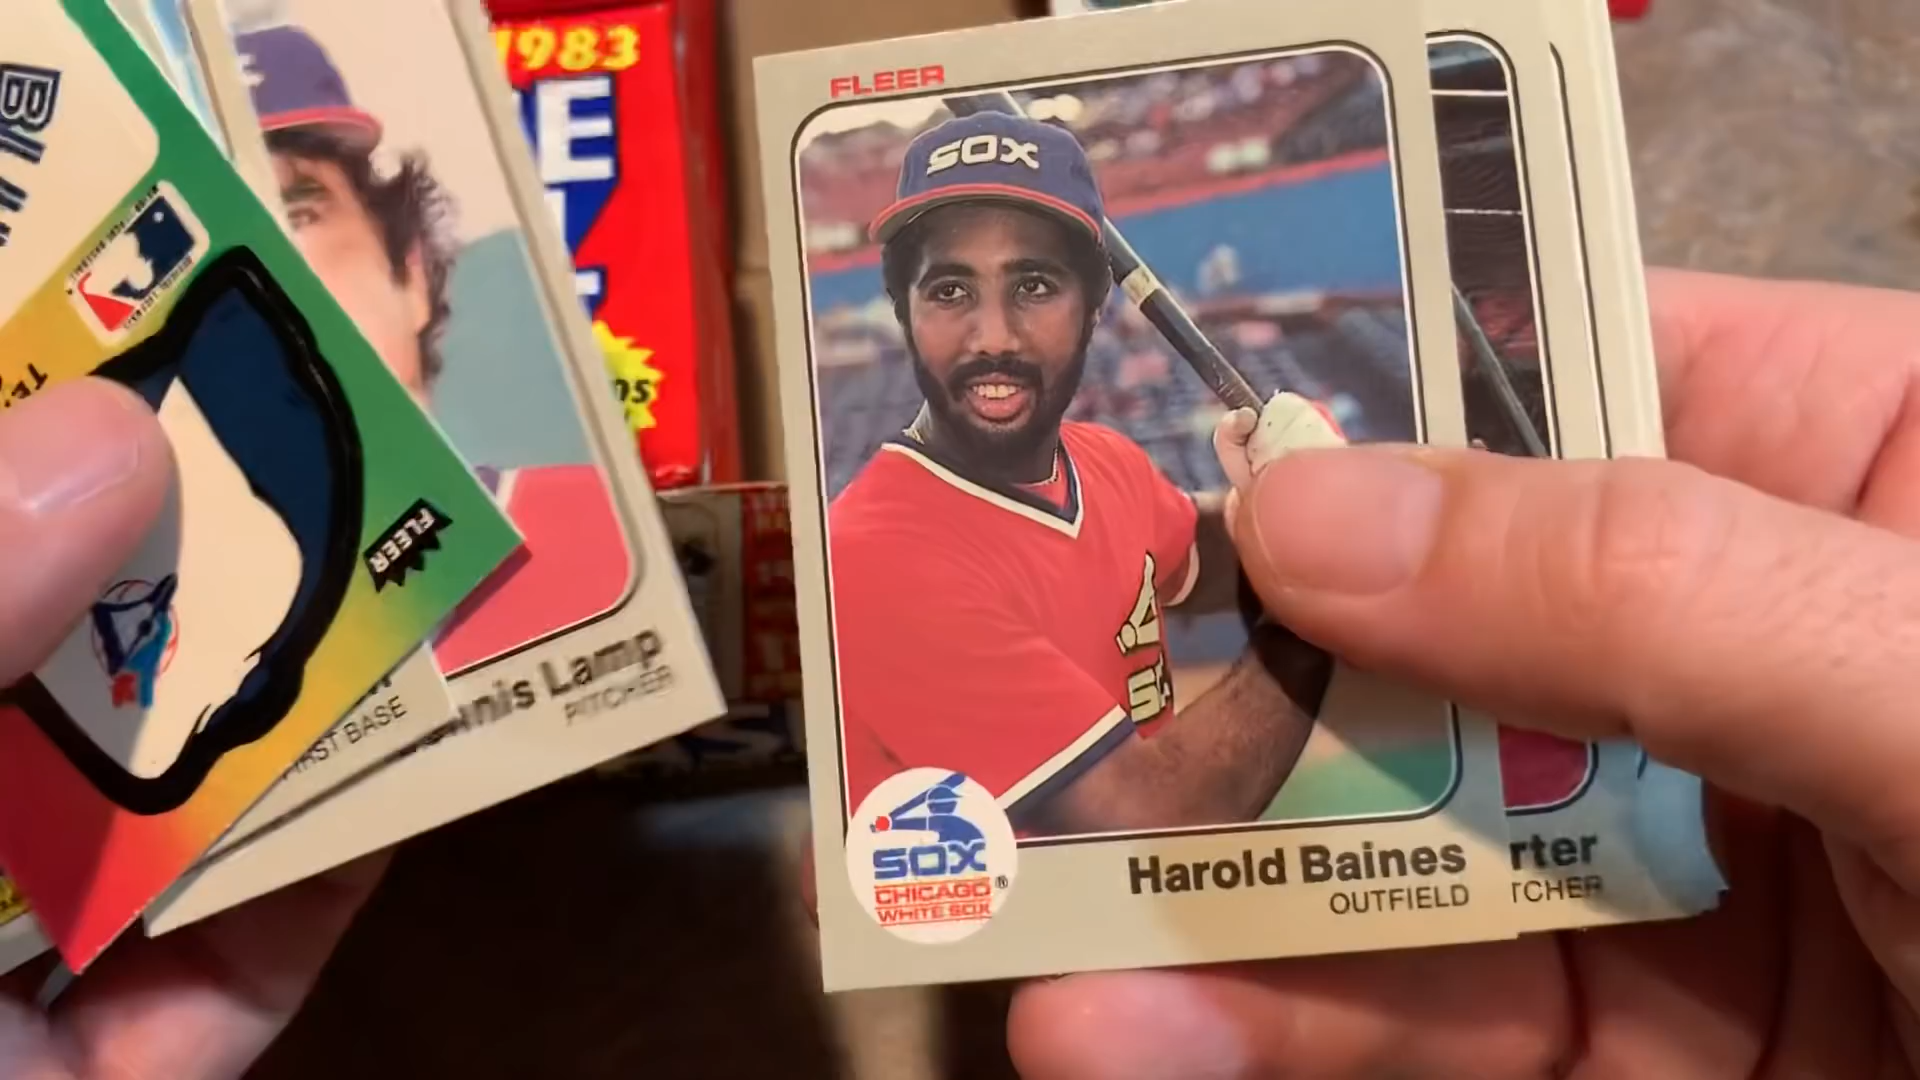 1983
FLEER
SOX
SOX
CHICAGO
WHITE SOX
®
Harold Baines
OUTFIELD
FLEER
FIRST BASE
nnis Lamp
PITCHER
rter
TCHER